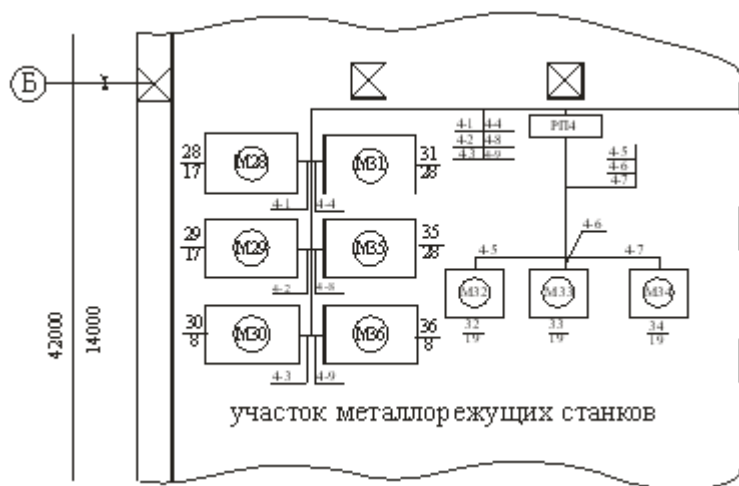 Б
4-1 4-4
4-2 4-8
4-3 4-9
РП4
4-5
4-6
4-7
28
17
М28
М31
31
28
4-1 4-4
29
17
М29
М35
35
28
4-2 4-8
30
8
М30
М36
36
8
4-3 4-9
4-6
4-5
4-7
М32
М33
М34
32
19
33
19
34
19
42000
14000
участок металлорежущих станков